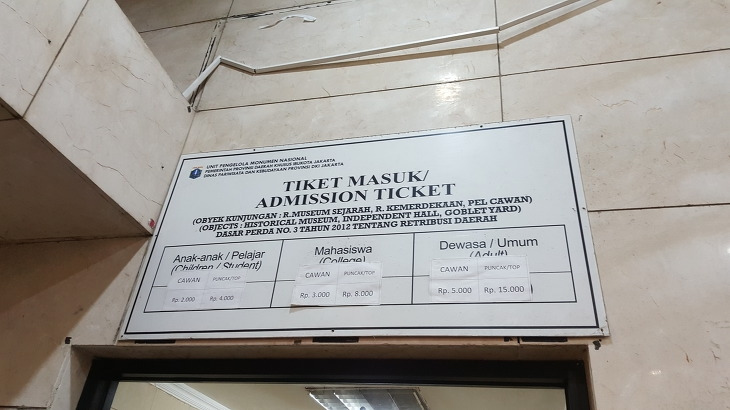 UNIT PENGELOLA MONUMEN NASIONAL
PEMERINTAH PROVINSI DAERAH KHUSUS IBUKOTA JAKARTA
DINAS PARIWISATA DAN KEBUDAYAAN PROVINSI DKI JAKARTA
TIKET MASUK/
ADMISSION TICKET
(OBYEK KUNJUNGAN : R.MUSEUM SEJARAH, R. KEMERDEKAAN, PEL CAWAN)
(OBJECTS : HISTORICAL MUSEUM, INDEPENDENT HALL, GOBLET YARD)
DASAR PERDA NO. 3 TAHUN 2012 TENTANG RETRIBUSI DAERAH
Anak-anak / Pelajar
(Children / Student)
CAWAN PUNCAK/TOP
Rp. 2.000 Rp. 4.000
Mahasiswa
(College)
CAWAN PUNCAK/TOP
Rp. 3.000 Rp. 8.000
Dewasa / Umum
(Adult)
CAWAN PUNCAK/TOP
Rp. 5.000 Rp. 15.000